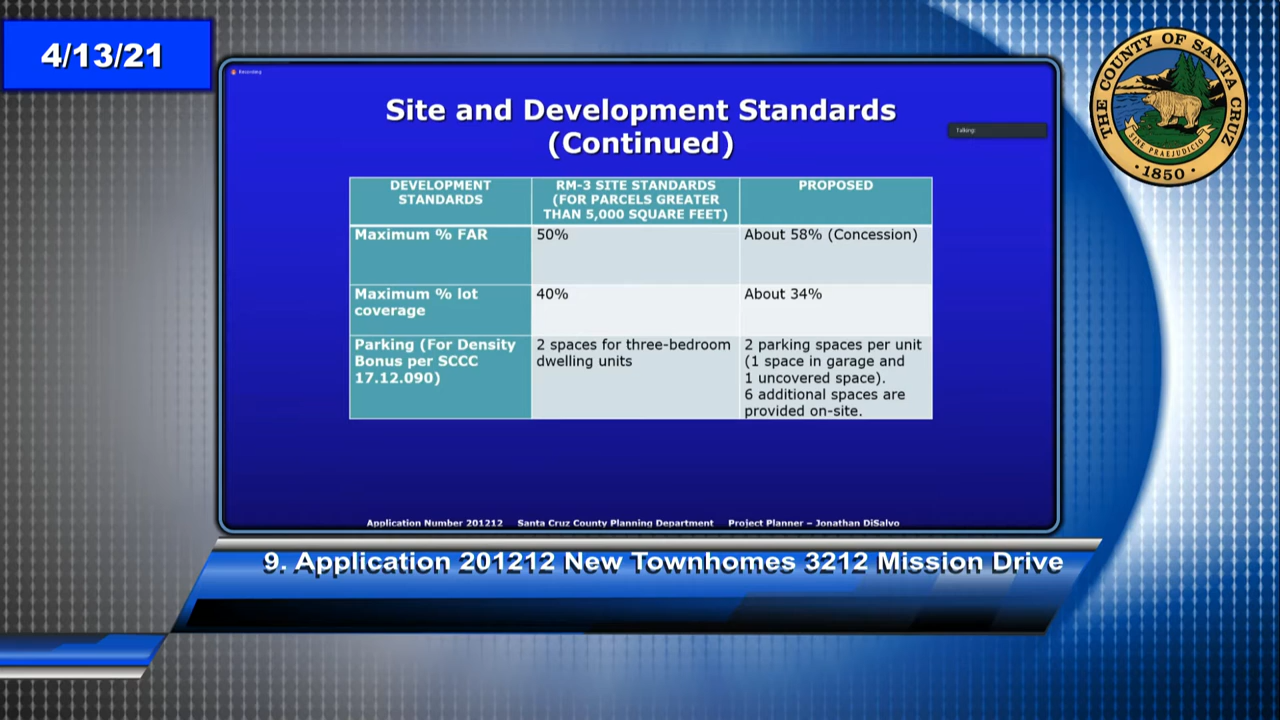 4/13/21
THE COUNTY OF SANTA CRUZ
SINE PRAEJUDICIO
· 1850 ·
Recording
Talking:
Site and Development Standards
(Continued)
DEVELOPMENT
STANDARDS
RM-3 SITE STANDARDS
(FOR PARCELS GREATER
THAN 5,000 SQUARE FEET)
PROPOSED
Maximum % FAR
50%
About 58% (Concession)
Maximum % lot
coverage
40%
About 34%
Parking (For Density
Bonus per SCCC
17.12.090)
2 spaces for three-bedroom
dwelling units
2 parking spaces per unit
(1 space in garage and
1 uncovered space).
6 additional spaces are
provided on-site.
Application Number 201212 Santa Cruz County Planning Department Project Planner – Jonathan DiSalvo
9. Application 201212 New Townhomes 3212 Mission Drive